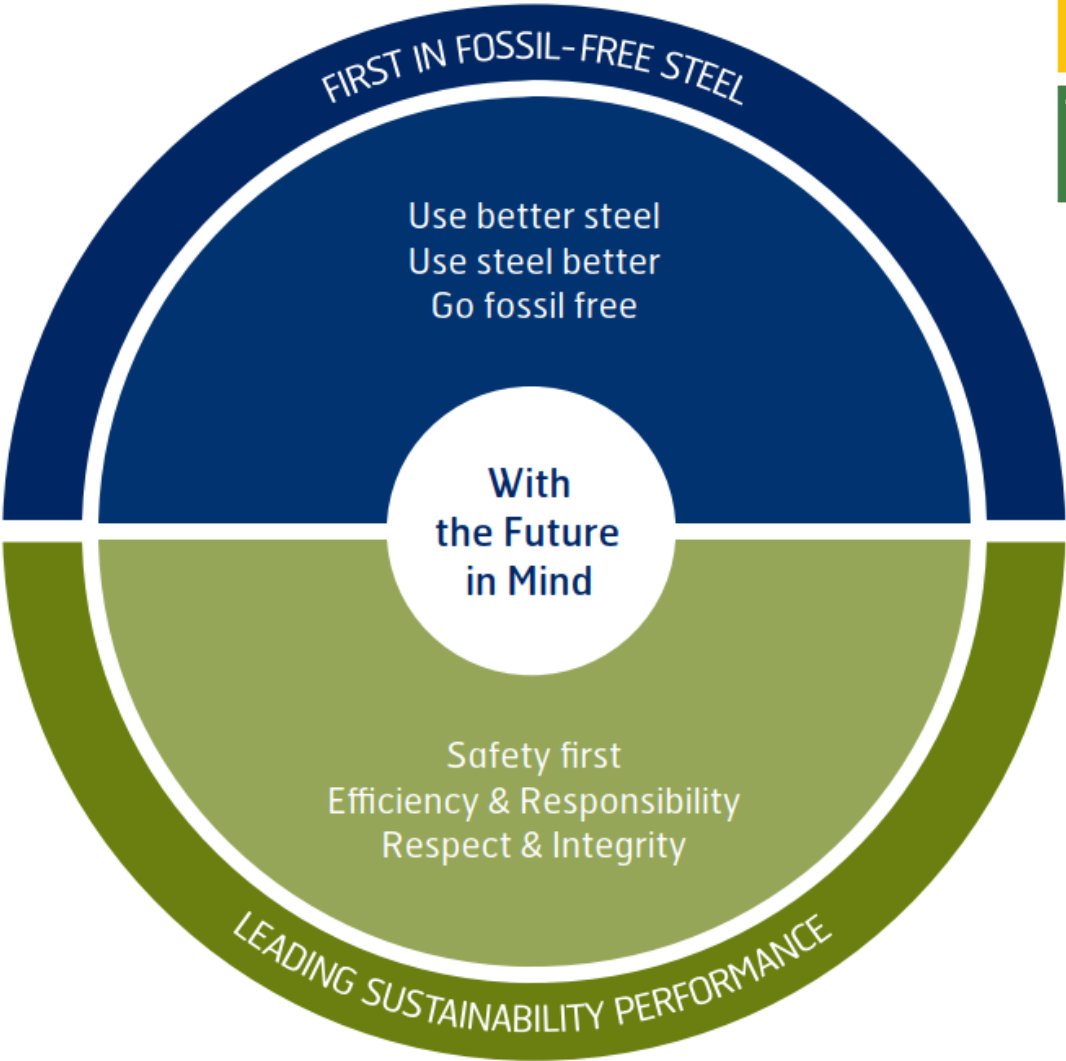 FIRST IN FOSSIL-FREE STEEL
Use better steel
Use steel better
Go fossil free
With
the Future
in Mind
Safety first
Efficiency & Responsibility
Respect & Integrity
LEADING SUSTAINABILITY PERFORMANCE